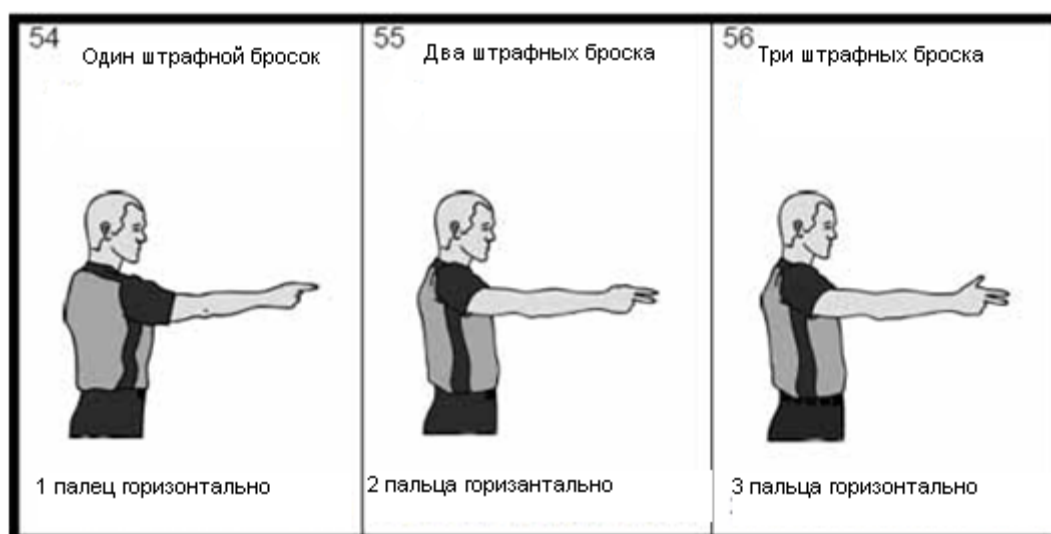 54
Один штрафной бросок
1 палец горизонтально
55
Два штрафных броска
2 пальца горизантально
56
Три штрафных броска
3 пальца горизонтально